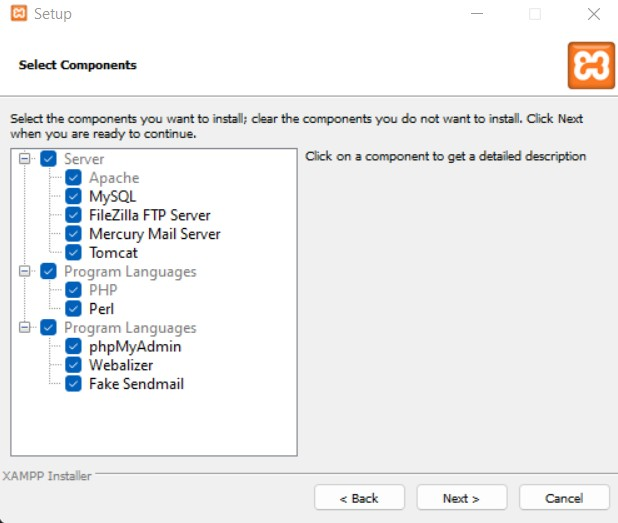 Setup
Select Components
Select the components you want to install; clear the components you do not want to install. Click Next
when you are ready to continue.
Server
Apache
MySQL
FileZilla FTP Server
Mercury Mail Server
Tomcat
Program Languages
PHP
Perl
Program Languages
phpMyAdmin
Webalizer
Fake Sendmail
Click on a component to get a detailed description
XAMPP Installer
< Back
Next >
Cancel